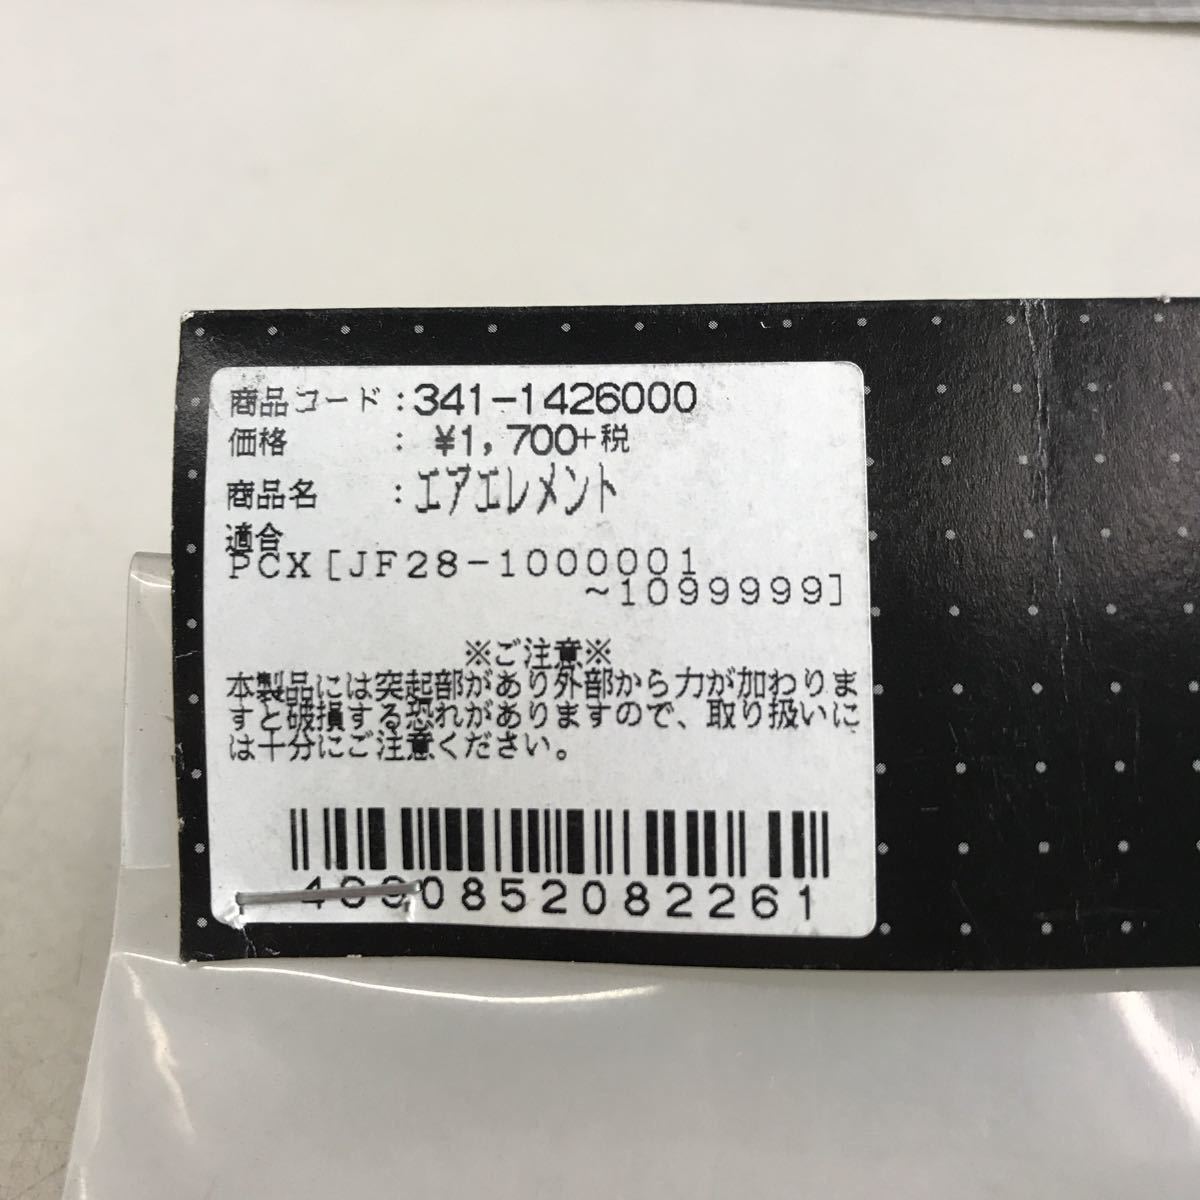 商品コード:341-1426000
価格 : ¥1,700+税
商品名 :エアエレメント
適合
PCX[JF28-1000001
~1099999]
※ご注意※
本製品には突起部があり外部から力が加わりま
すと破損する恐れがありますので、取り扱いに
は十分にご注意ください。
4990852082261